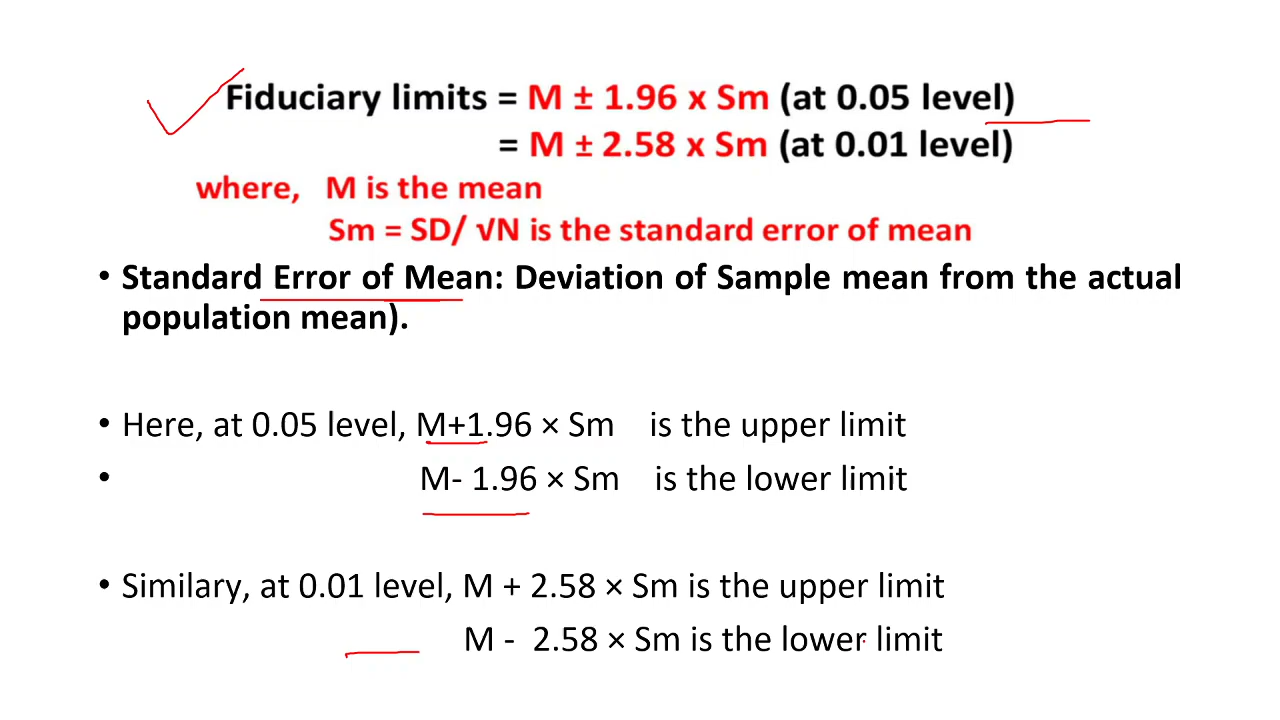 Fiduciary limits = M ± 1.96 x Sm (at 0.05 level)
= M ± 2.58 x Sm (at 0.01 level)
where, M is the mean
Sm = SD/ √N is the standard error of mean
• Standard Error of Mean: Deviation of Sample mean from the actual
population mean).
• Here, at 0.05 level, M+1.96 × Sm is the upper limit
• M- 1.96 × Sm is the lower limit
• Similary, at 0.01 level, M + 2.58 × Sm is the upper limit
M - 2.58 × Sm is the lower limit